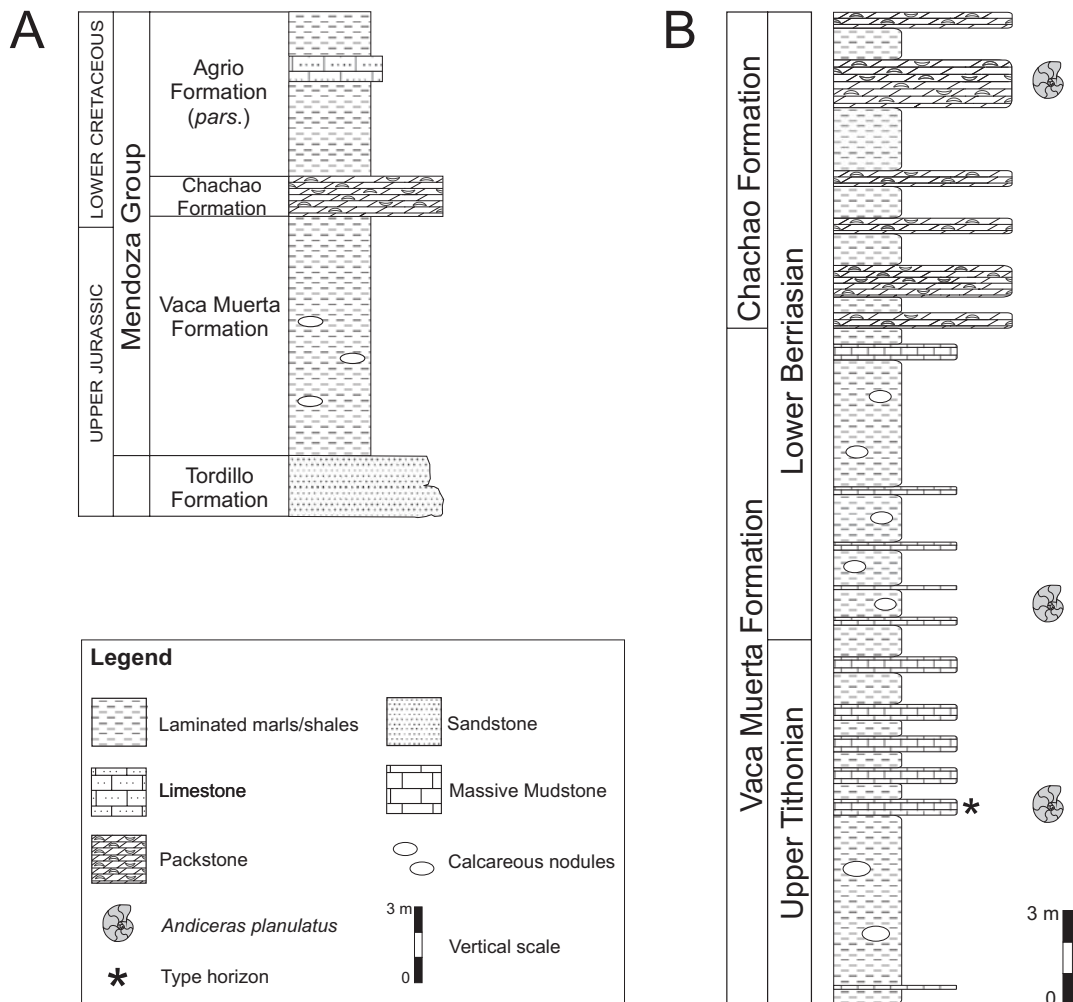 A
LOWER CRETACEOUS
UPPER JURASSIC
Mendoza Group
Agrio
Formation
(pars.)
Chachao
Formation
Vaca Muerta
Formation
Tordillo
Formation
B
Chachao Formation
Vaca Muerta Formation
Lower Berriasian
Upper Tithonian
*
3 m
0
Legend
Laminated marls/shales
Sandstone
Limestone
Massive Mudstone
Packstone
Calcareous nodules
Andiceras planulatus
3 m
Vertical scale
0
* Type horizon